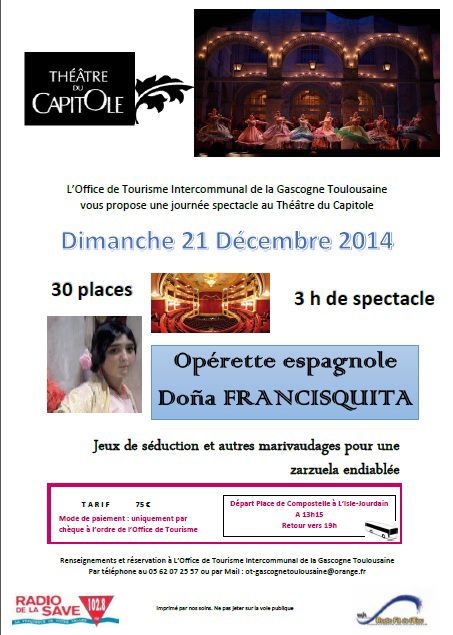 THÉÂTRE
DU
CAPITOLE
L'Office de Tourisme Intercommunal de la Gascogne Toulousaine
vous propose une journée spectacle au Théâtre du Capitole
Dimanche 21 Décembre 2014
30 places
3 h de spectacle
Opérette espagnole
Doña FRANCISQUITA
Jeux de séduction et autres marivaudages pour une
zarzuela endiablée
TARIF 75€
Mode de paiement : uniquement par
chèque à l'ordre de l'Office de Tourisme
Départ Place de Compostelle à L'Isle-Jourdain
A 13h15
Retour vers 19h
Renseignements et réservation à L'Office de Tourisme Intercommunal de la Gascogne Toulousaine
Par téléphone au 05 62 07 25 57 ou par Mail : ot-gascognetoulousaine@orange.fr
RADIO
DE LA SAVE
102.8
Imprimé par nos soins. Ne pas jeter sur la voie publique